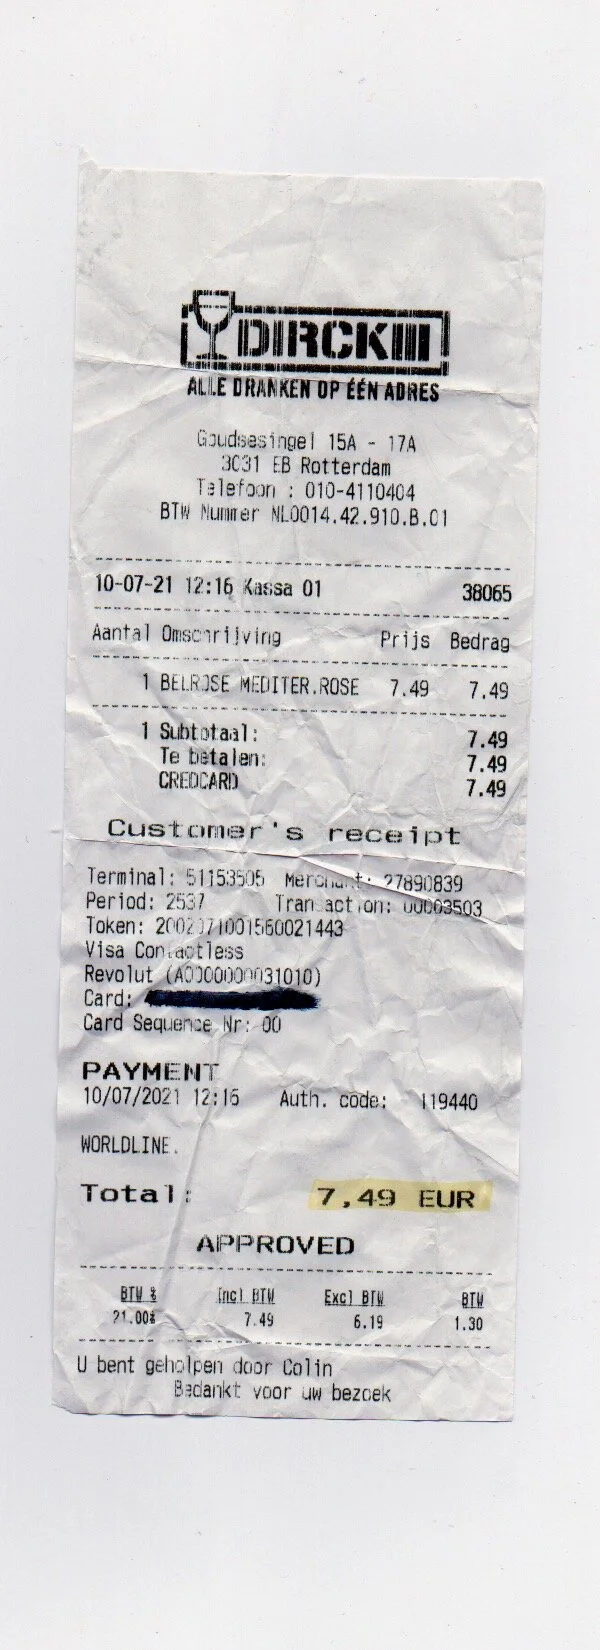 DIRCKIII
ALLE DRANKEN OP ÉÉN ADRES
Goudsesingel 15A - 17A
3031 EB Rotterdam
Telefoon : 010-4110404
BTW Nummer NL0014.42.910.B.01
10-07-21 12:16 Kassa 01 38065
Aantal Omschrijving Prijs Bedrag
1 BELROSE MEDITER.ROSE 7.49 7.49
1 Subtotaal: 7.49
Te betalen: 7.49
CREDCARD 7.49
Customer's receipt
Terminal: 51153505 Merchant: 27890839
Period: 2537 Transaction: 00003503
Token: 2002071001560021443
Visa Contactless
Revolut (A0000000031010)
Card:
Card Sequence Nr: 00
PAYMENT
10/07/2021 12:16 Auth. code: 119440
WORLDLINE.
Total: 7,49 EUR
APPROVED
BTW % Incl BTW Excl BTW BTW
21.00% 7.49 6.19 1.30
U bent geholpen door Colin
Bedankt voor uw bezoek